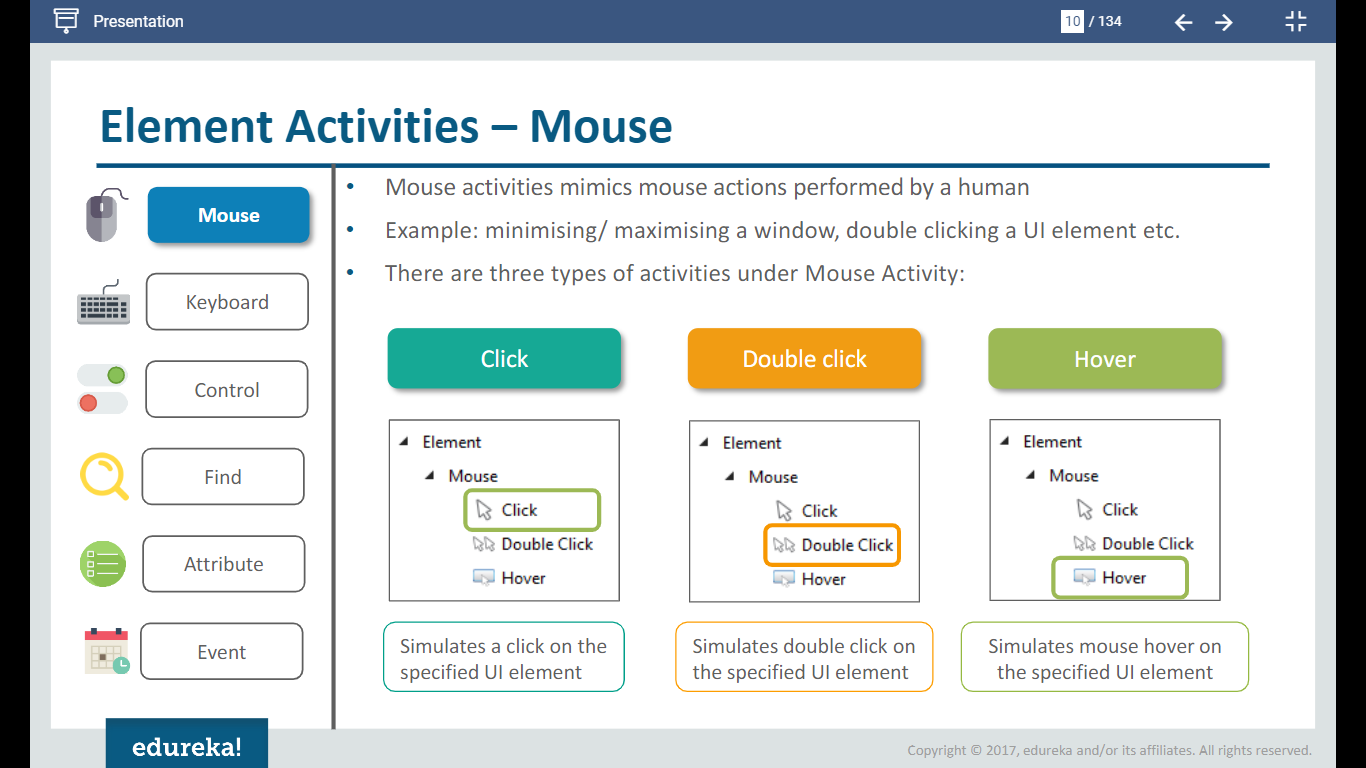 Presentation
10 / 134
Element Activities – Mouse
Mouse
Keyboard
Control
Find
Attribute
Event
• Mouse activities mimics mouse actions performed by a human
• Example: minimising/ maximising a window, double clicking a UI element etc.
• There are three types of activities under Mouse Activity:
Click
Element
Mouse
Click
Double Click
Hover
Simulates a click on the
specified UI element
Double click
Element
Mouse
Click
Double Click
Hover
Simulates double click on
the specified UI element
Hover
Element
Mouse
Click
Double Click
Hover
Simulates mouse hover on
the specified UI element
edureka!
Copyright © 2017, edureka and/or its affiliates. All rights reserved.